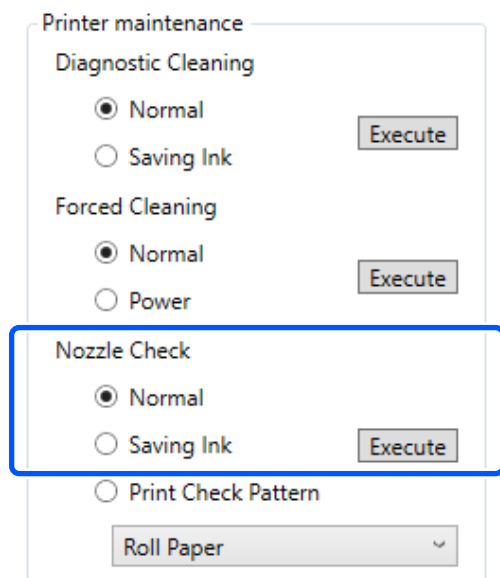 Printer maintenance
Diagnostic Cleaning
Normal
Execute
Saving Ink
Forced Cleaning
Normal
Execute
Power
Nozzle Check
Normal
Saving Ink
Execute
Print Check Pattern
Roll Paper